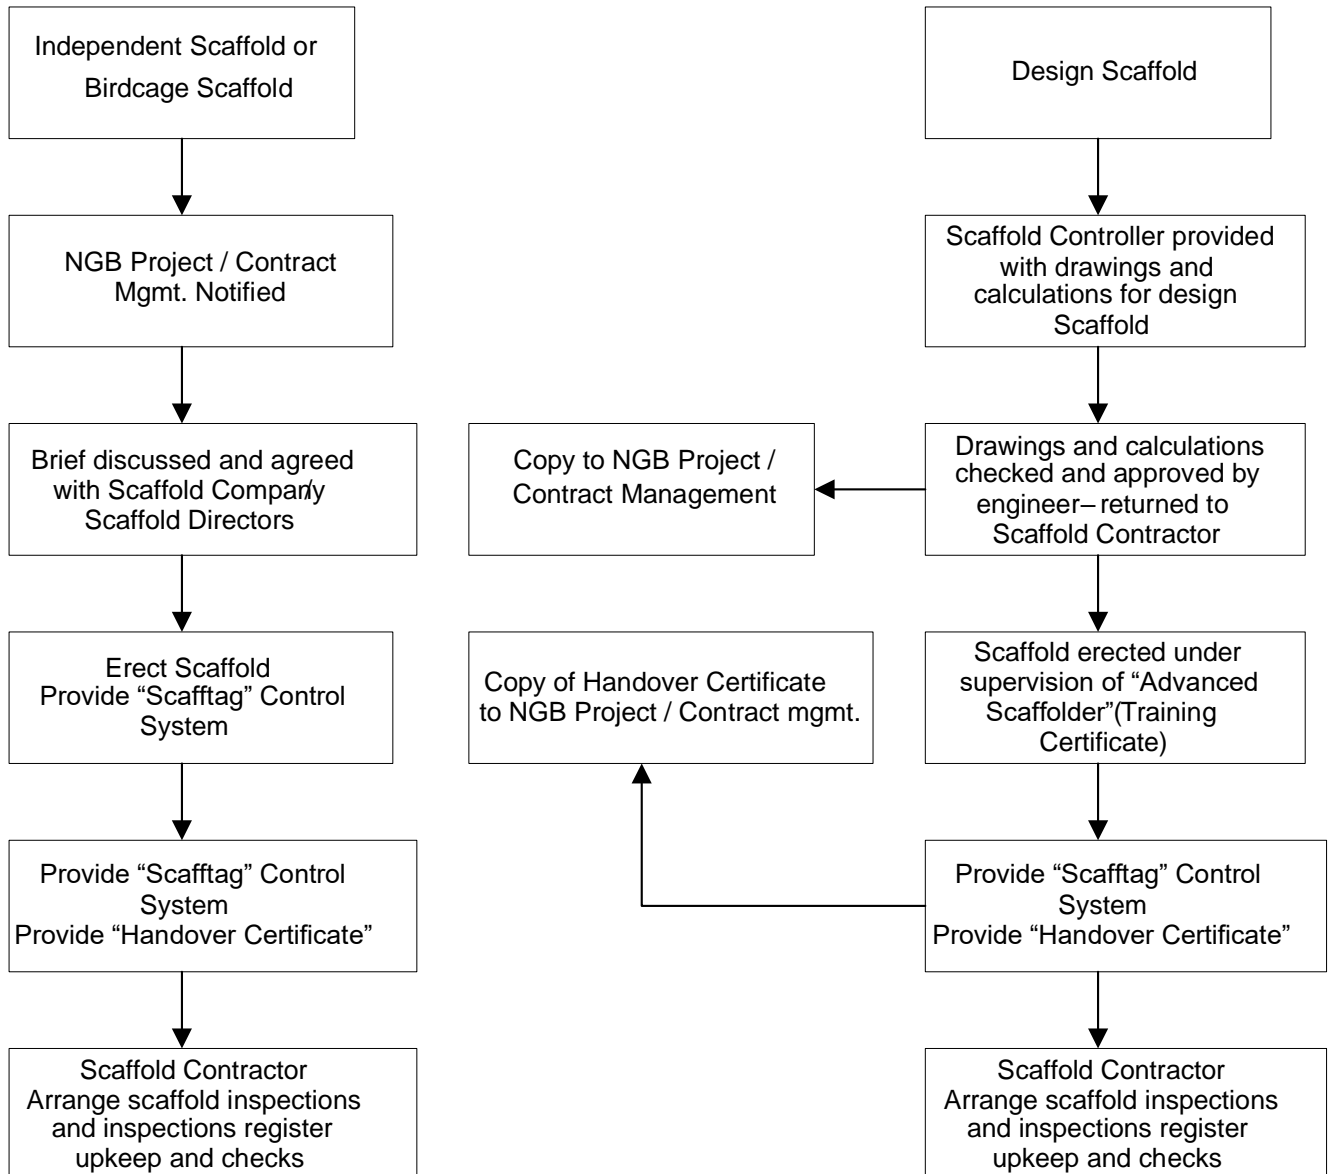 Independent Scaffold or
Birdcage Scaffold
NGB Project / Contract
Mgmt. Notified
Brief discussed and agreed
with Scaffold Company/
Scaffold Directors
Erect Scaffold
Provide “Scafftag” Control
System
Provide “Scafftag” Control
System
Provide “Handover Certificate”
Scaffold Contractor
Arrange scaffold inspections
and inspections register
upkeep and checks
Copy to NGB Project /
Contract Management
Copy of Handover Certificate
to NGB Project / Contract mgmt.
Design Scaffold
Scaffold Controller provided
with drawings and
calculations for design
Scaffold
Drawings and calculations
checked and approved by
engineer– returned to
Scaffold Contractor
Scaffold erected under
supervision of “Advanced
Scaffolder”(Training
Certificate)
Provide “Scafftag” Control
System
Provide “Handover Certificate”
Scaffold Contractor
Arrange scaffold inspections
and inspections register
upkeep and checks